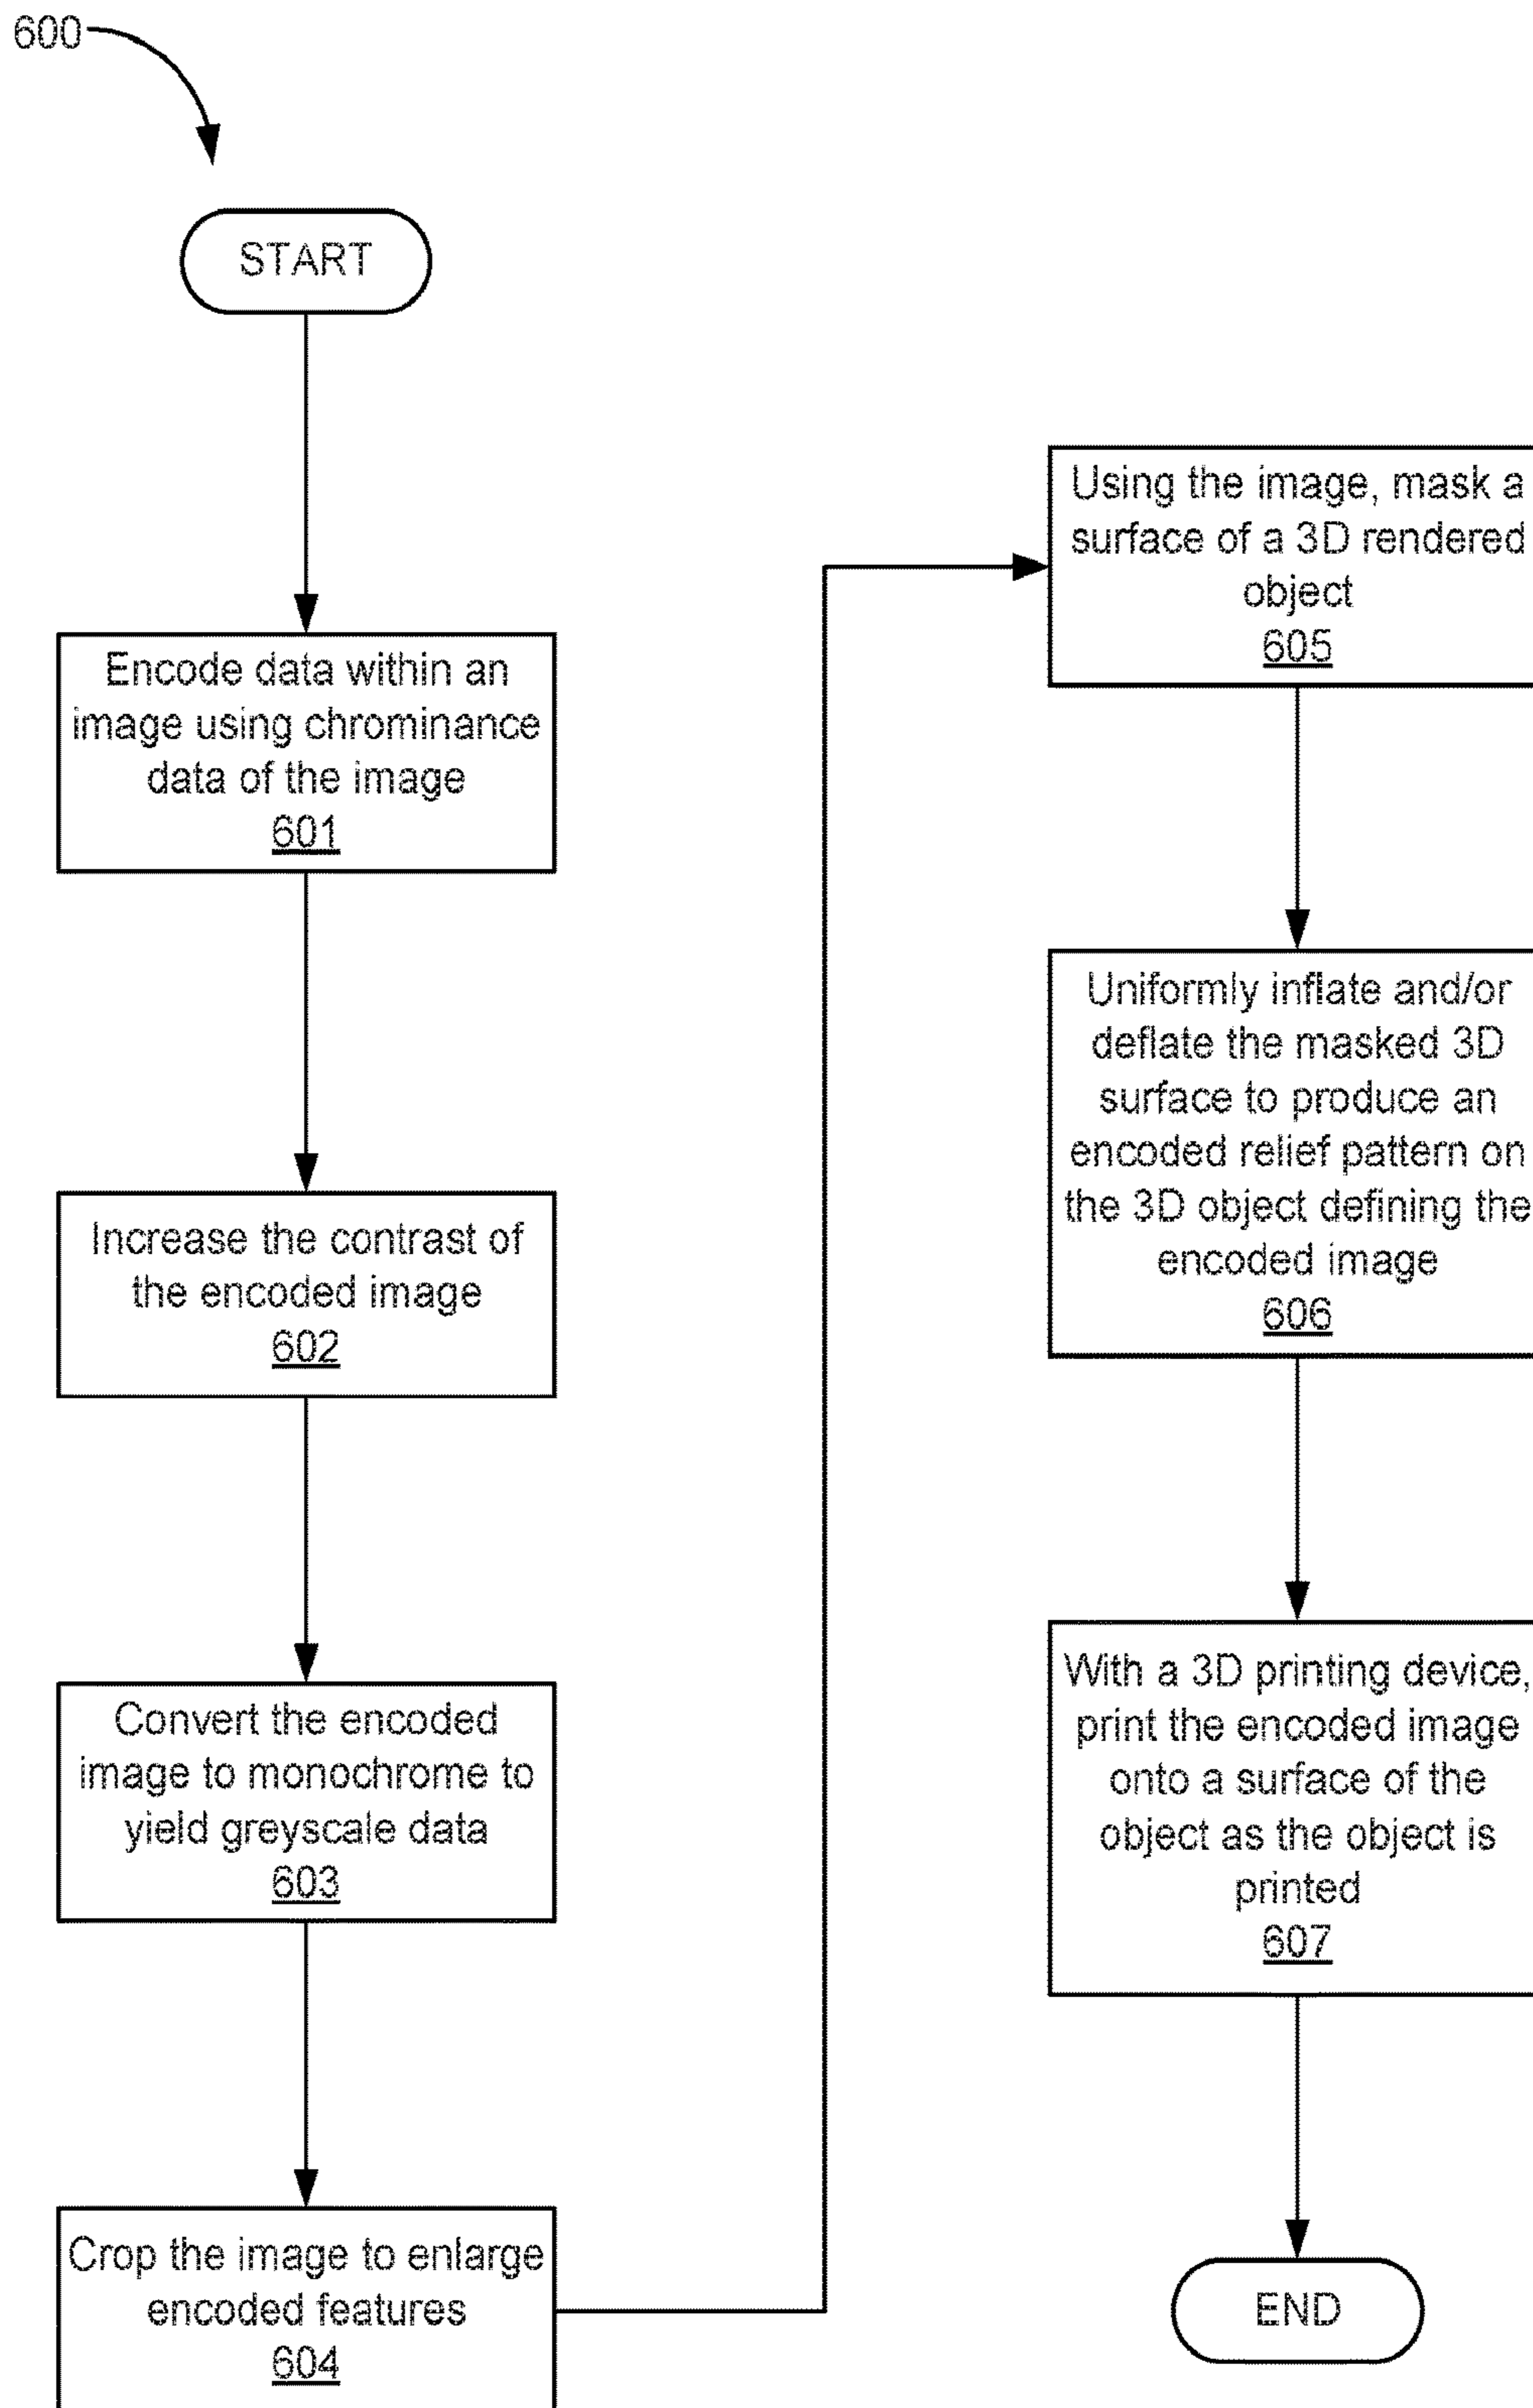 600
START
Encode data within an
image using chrominance
data of the image
601
Increase the contrast of
the encoded image
602
Convert the encoded
image to monochrome to
yield greyscale data
603
Crop the image to enlarge
encoded features
604
Using the image, mask a
surface of a 3D rendered
object
605
Uniformly inflate and/or
deflate the masked 3D
surface to produce an
encoded relief pattern on
the 3D object defining the
encoded image
606
With a 3D printing device,
print the encoded image
onto a surface of the
object as the object is
printed
607
END